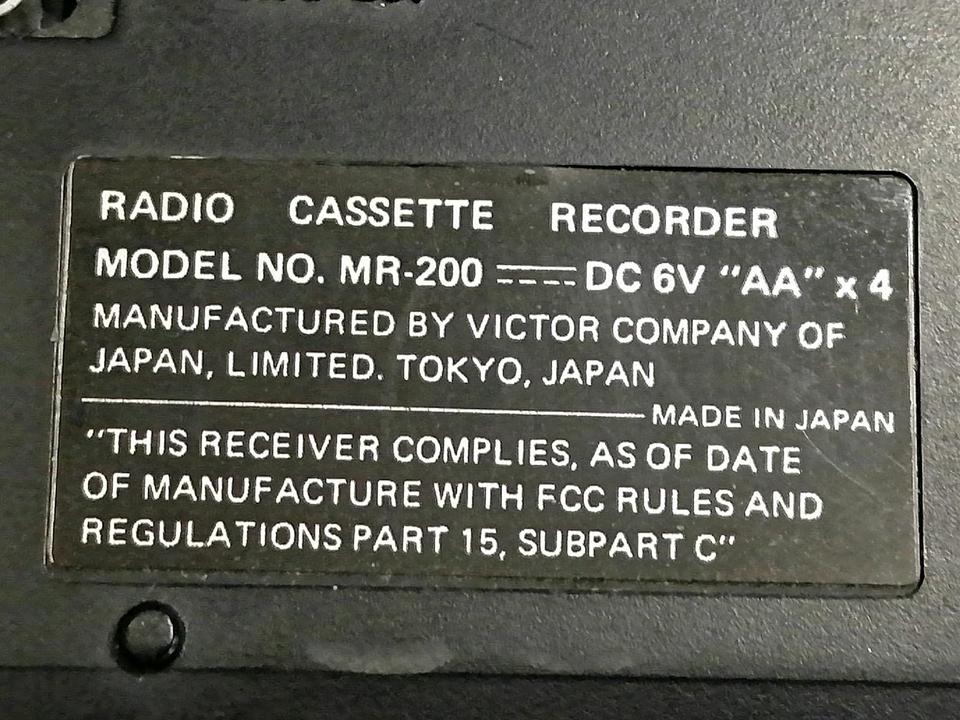 RADIO CASSETTE RECORDER
MODEL NO. MR-200 ⎓ DC 6V "AA" x 4
MANUFACTURED BY VICTOR COMPANY OF
JAPAN, LIMITED. TOKYO, JAPAN
MADE IN JAPAN
"THIS RECEIVER COMPLIES, AS OF DATE
OF MANUFACTURE WITH FCC RULES AND
REGULATIONS PART 15, SUBPART C"